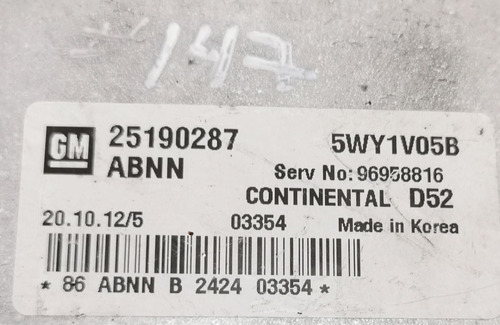 147
GM 25190287 5WY1V05B
ABNN Serv No: 96958816
CONTINENTAL D52
20.10.12/5 03354 Made in Korea
* 86 ABNN B 2424 03354 *